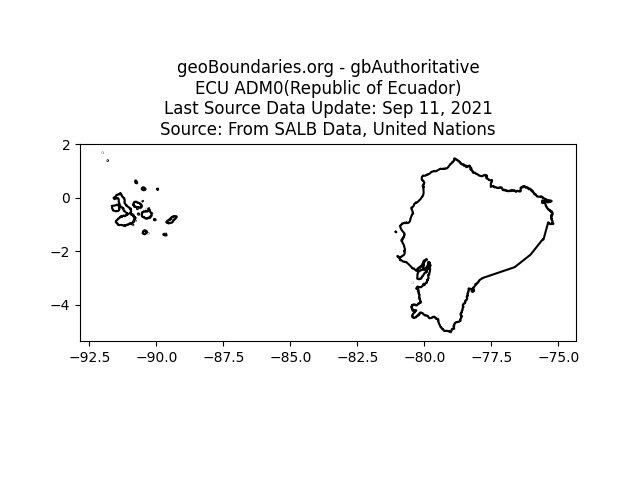 geoBoundaries.org - gbAuthoritative
ECU ADM0(Republic of Ecuador)
Last Source Data Update: Sep 11, 2021
Source: From SALB Data, United Nations
2
0
−2
−4
−92.5 −90.0 −87.5 −85.0 −82.5 −80.0 −77.5 −75.0